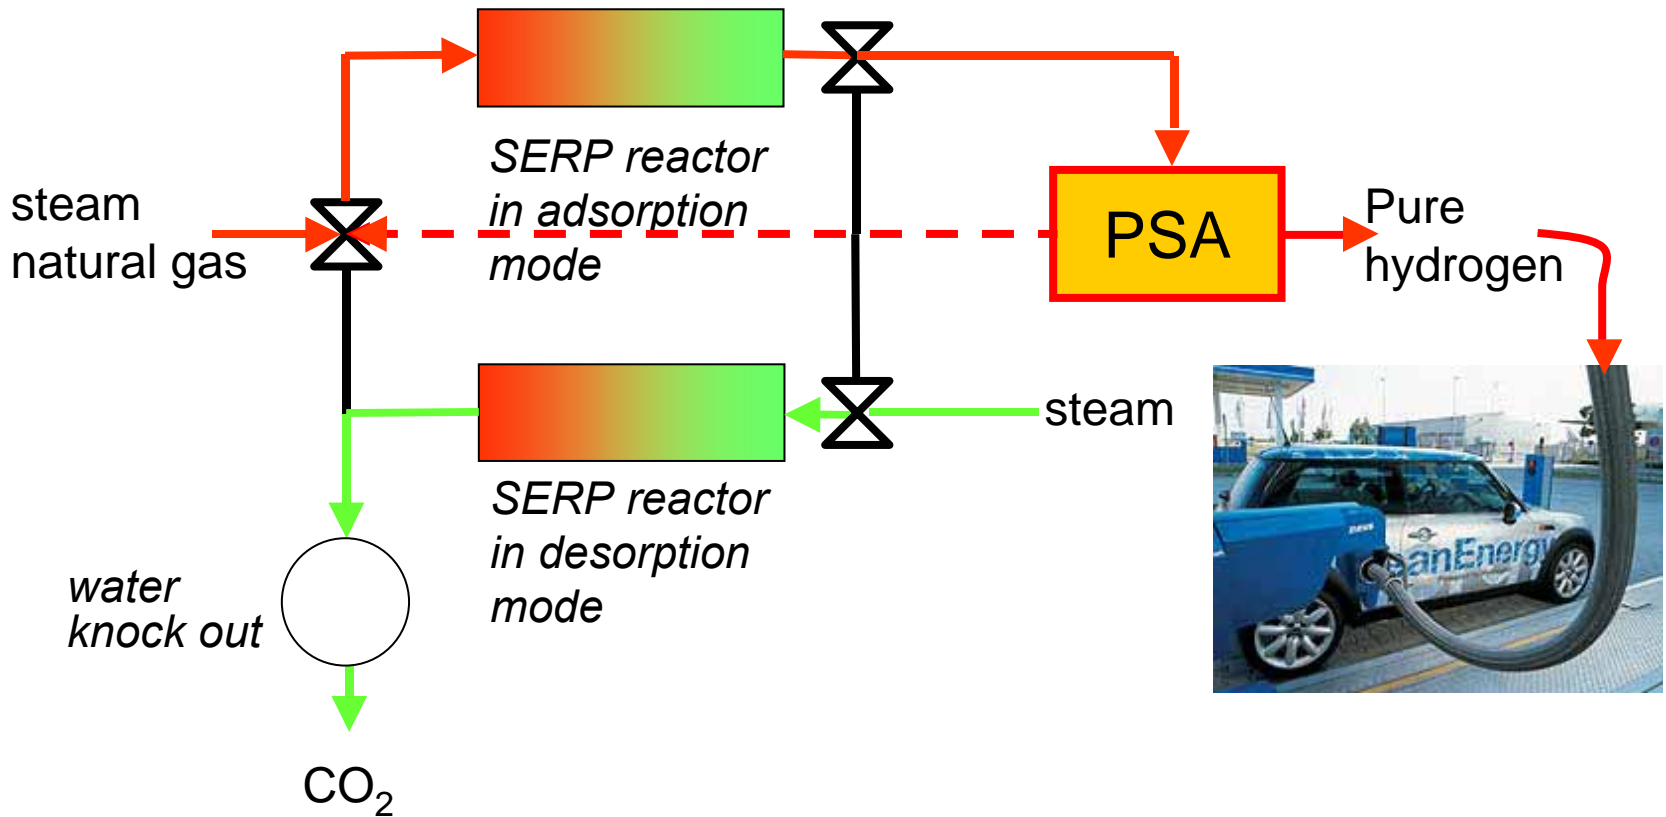 SERP reactor
in adsorption
mode
steam
natural gas
PSA
Pure
hydrogen
steam
SERP reactor
in desorption
mode
water
knock out
CO₂
anEnergy